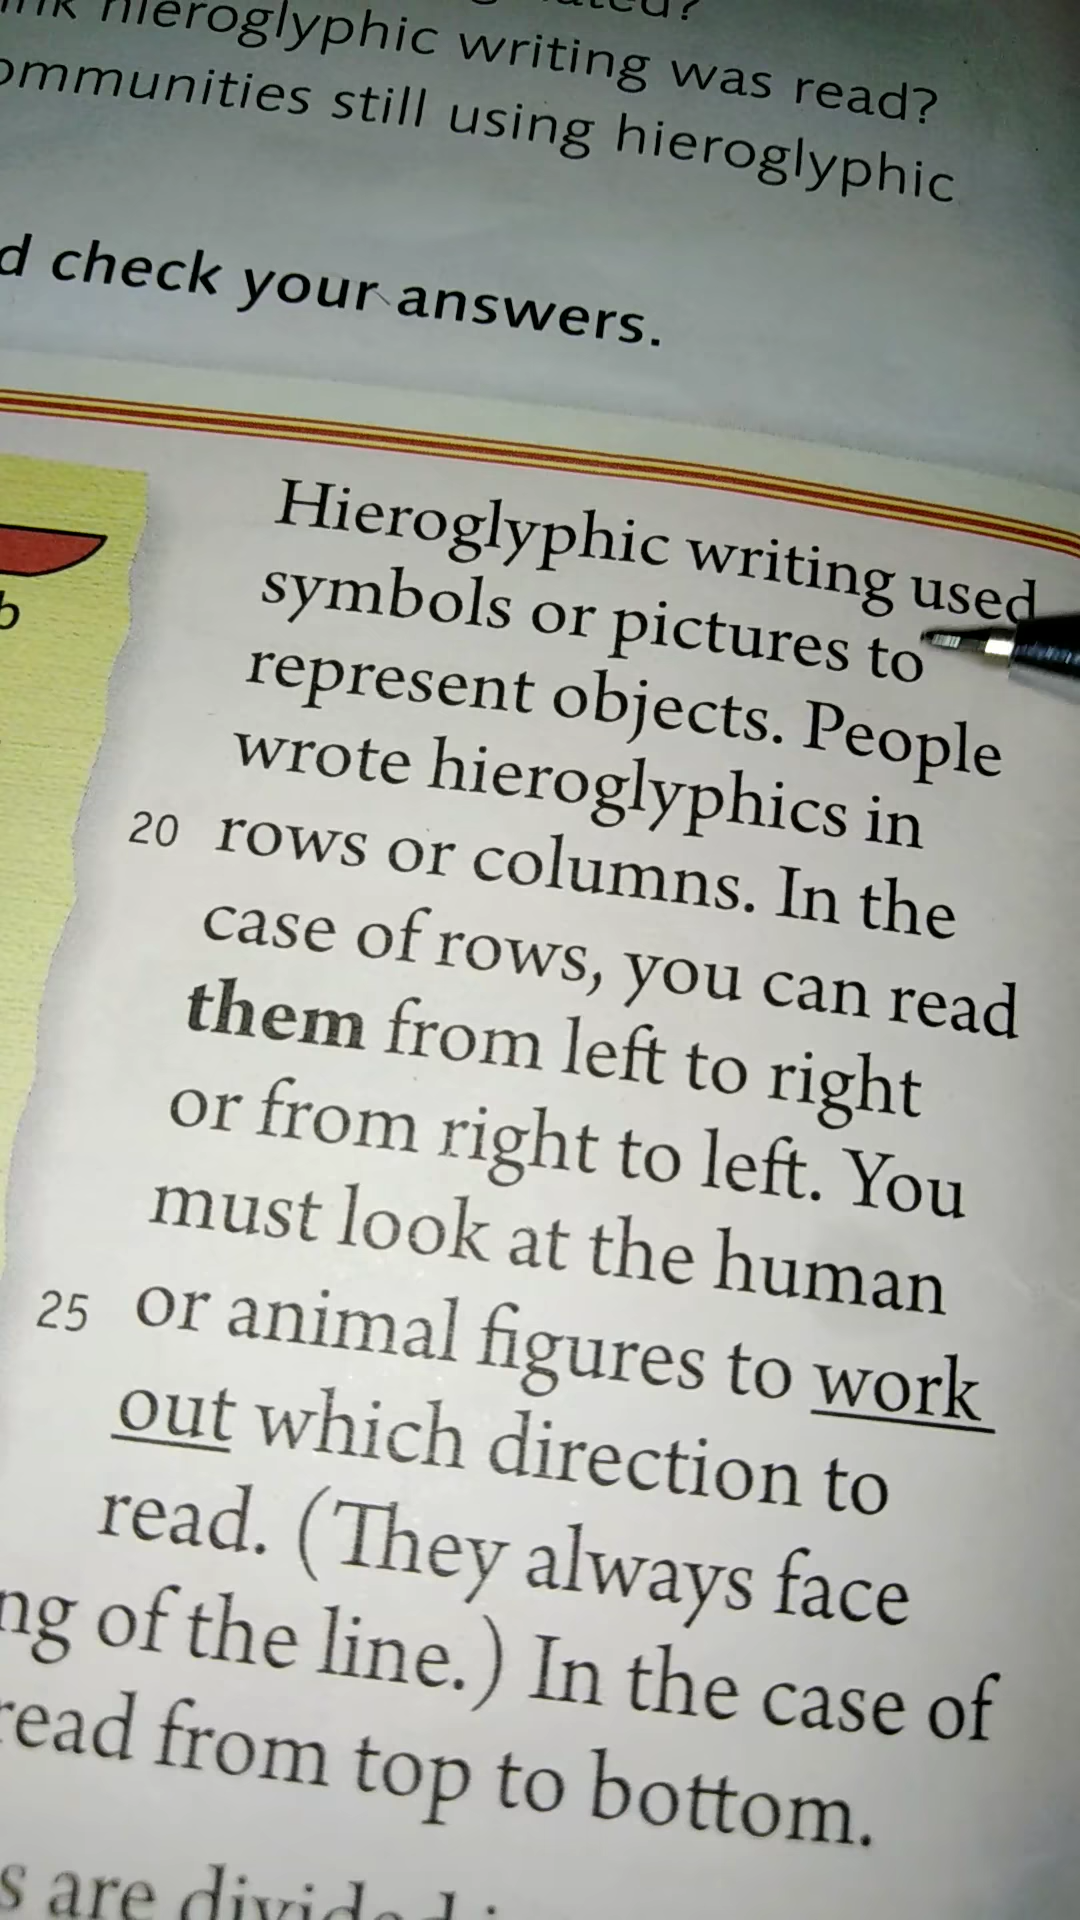 hieroglyphic writing was read?
still using hieroglyphic
check your answers.
Hieroglyphic writing used
symbols or pictures to
represent objects. People
wrote hieroglyphics in
20 rows or columns. In the
case of rows, you can read
them from left to right
or from right to left. You
must look at the human
25 or animal figures to work
out which direction to
read. (They always face
of the line.) In the case of
read from top to bottom.
are